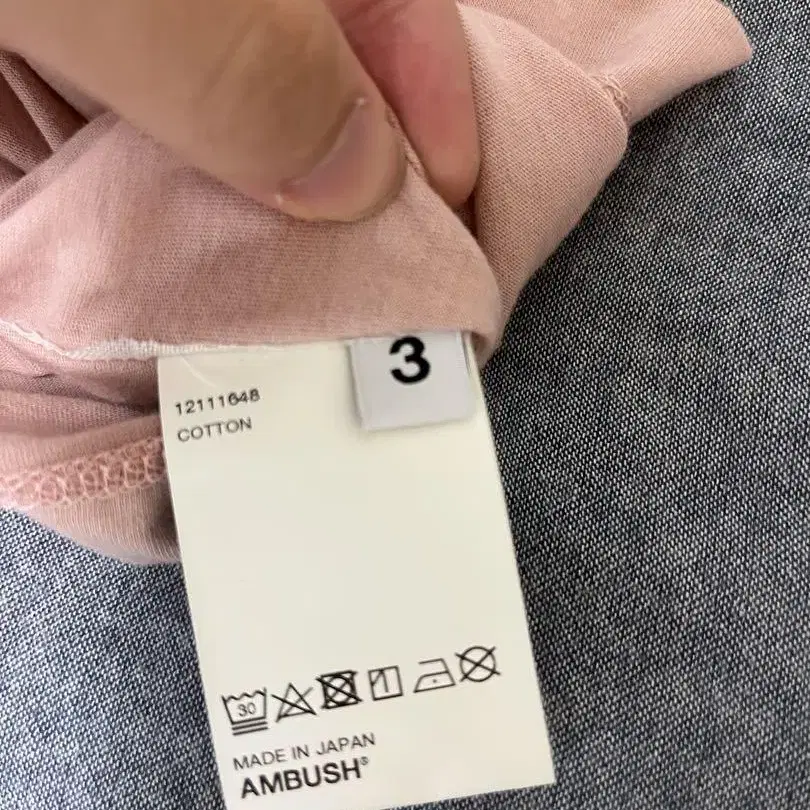 3
12111648
COTTON
30
MADE IN JAPAN
AMBUSH®